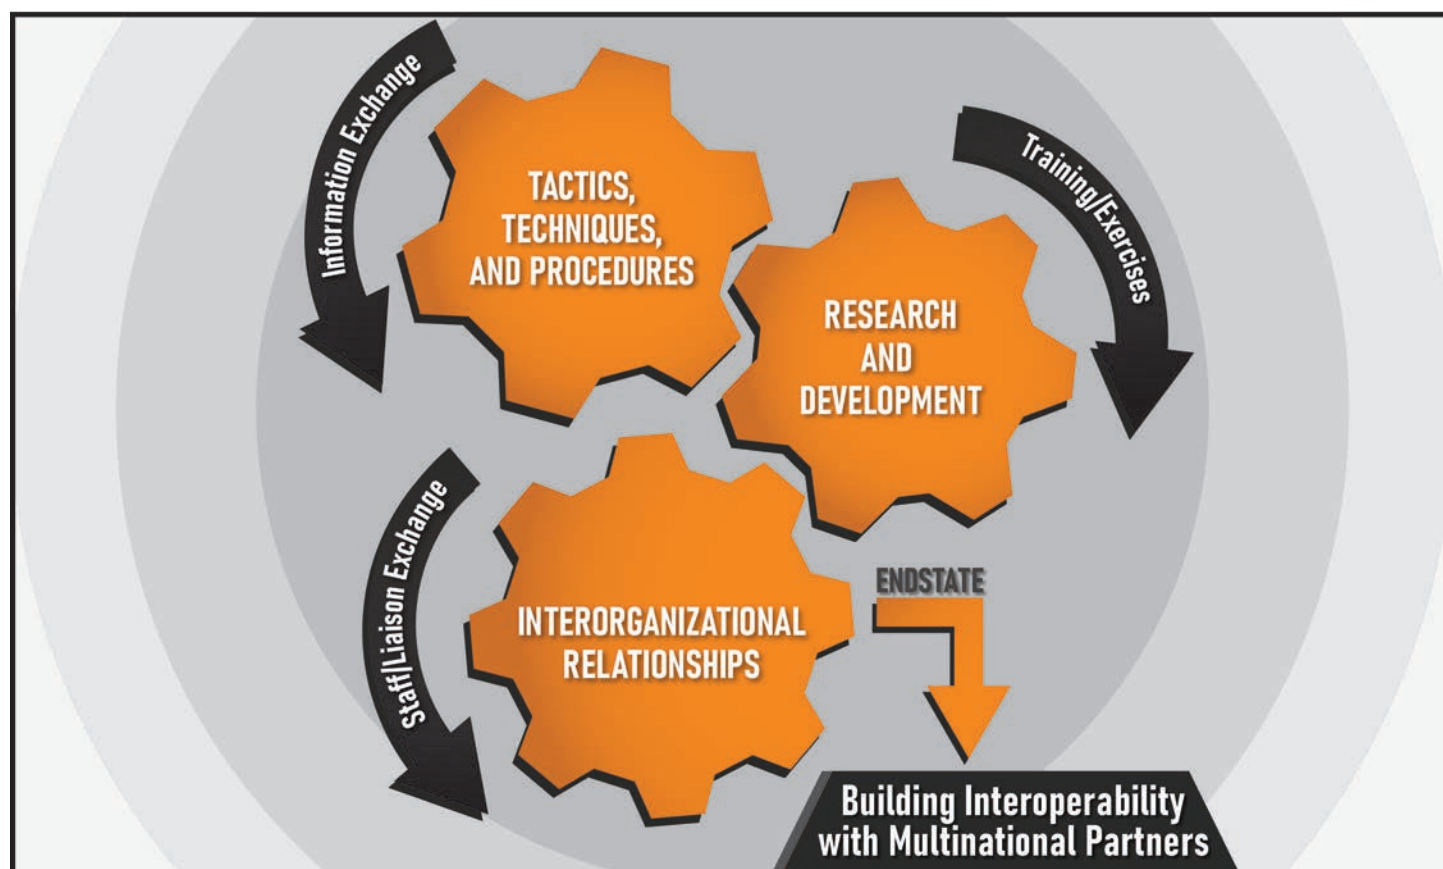 Information Exchange
TACTICS,
TECHNIQUES,
AND PROCEDURES
Training/Exercises
RESEARCH
AND
DEVELOPMENT
Staff/Liaison Exchange
INTERORGANIZATIONAL
RELATIONSHIPS
ENDSTATE
Building Interoperability
with Multinational Partners